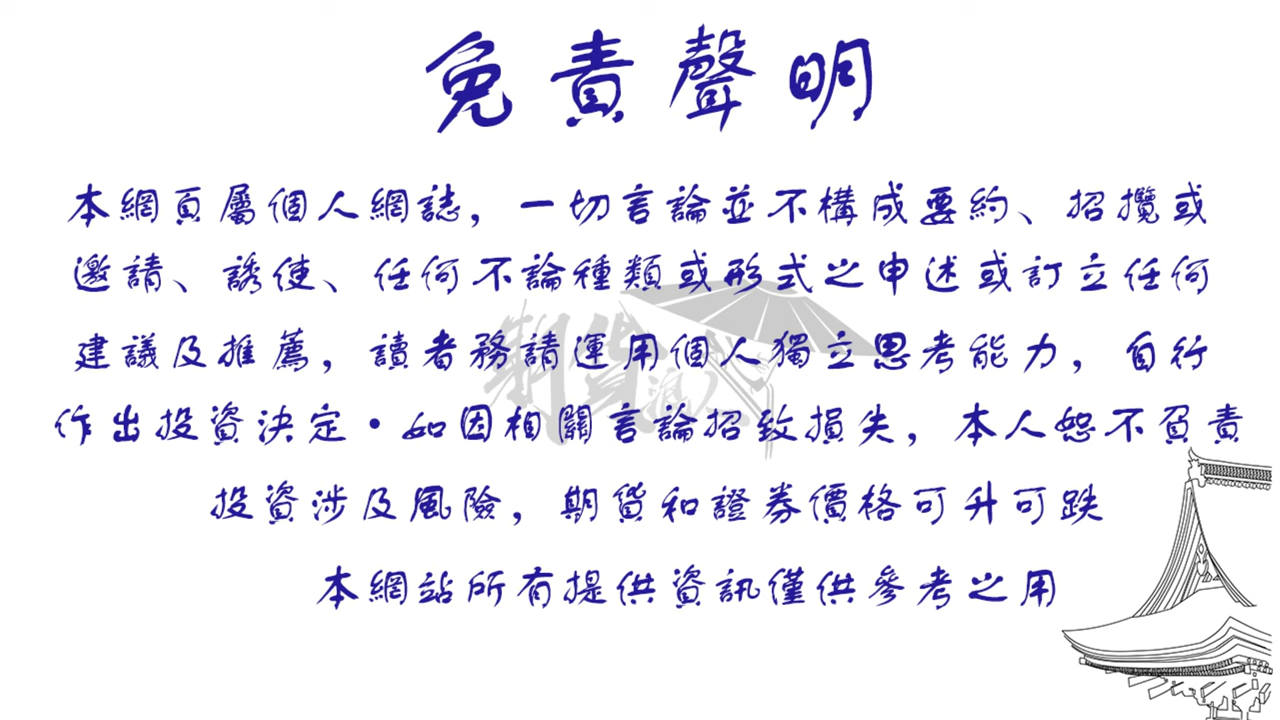 免責聲明
本網頁屬個人網誌，一切言論並不構成要約、招攬或
邀請、誘使、任何不論種類或形式之申述或訂立任何
建議及推薦，讀者務請運用個人獨立思考能力，自行
作出投資決定·如因相關言論招致損失，本人恕不負責
投資涉及風險，期貨和證券價格可升可跌
本網站所有提供資訊僅供參考之用
期貨浪人